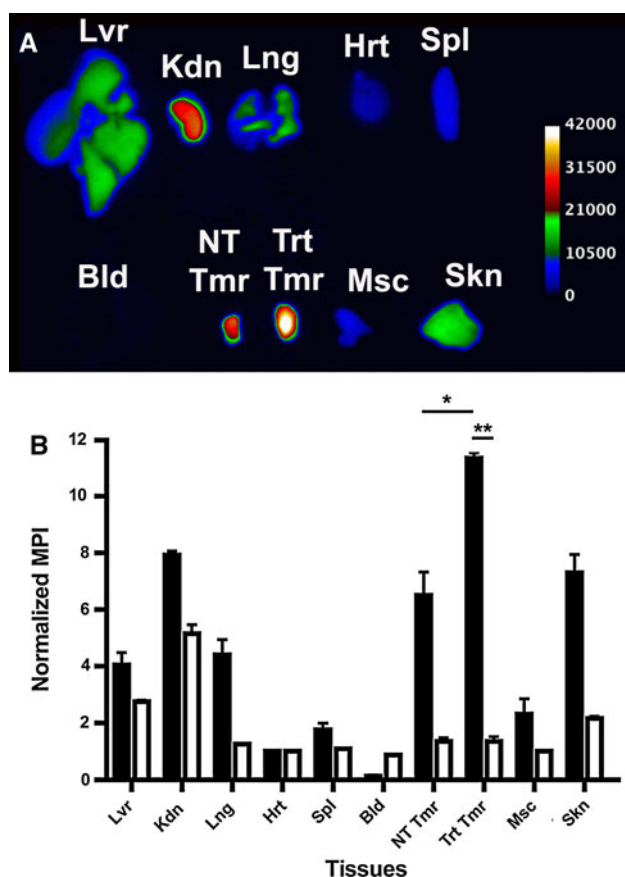 A
Lvr
Kdn
Lng
Hrt
Spl
42000
31500
21000
10500
0
Bld
NT
Tmr
Trt
Tmr
Msc
Skn
B
*
**
Normalized MPI
12
10
8
6
4
2
0
Lvr
Kdn
Lng
Hrt
Spl
Bld
NT Tmr
Trt Tmr
Msc
Skn
Tissues